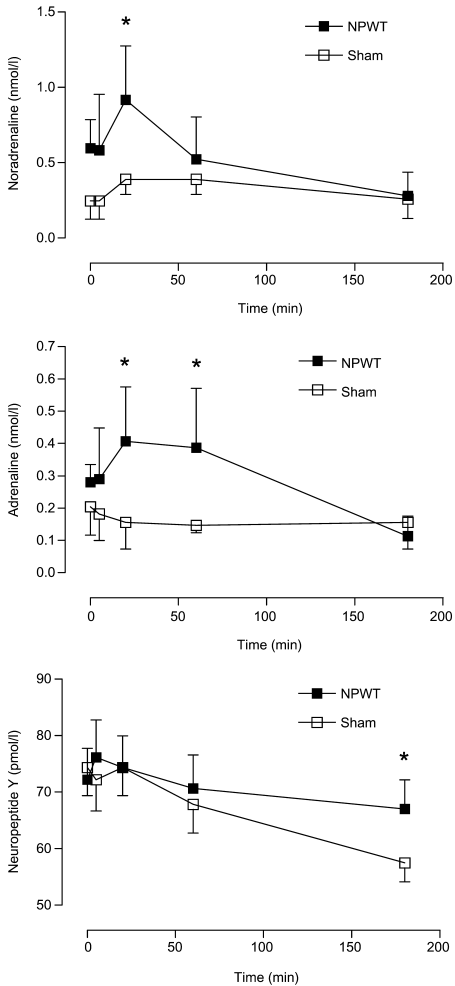 1.5
1.0
0.5
0.0
Noradrenaline (nmol/l)
*
NPWT
Sham
0 50 100 150 200
Time (min)
0.7
0.6
0.5
0.4
0.3
0.2
0.1
0.0
Adrenaline (nmol/l)
* *
NPWT
Sham
0 50 100 150 200
Time (min)
90
80
70
60
50
Neuropeptide Y (pmol/l)
NPWT
Sham
*
0 50 100 150 200
Time (min)